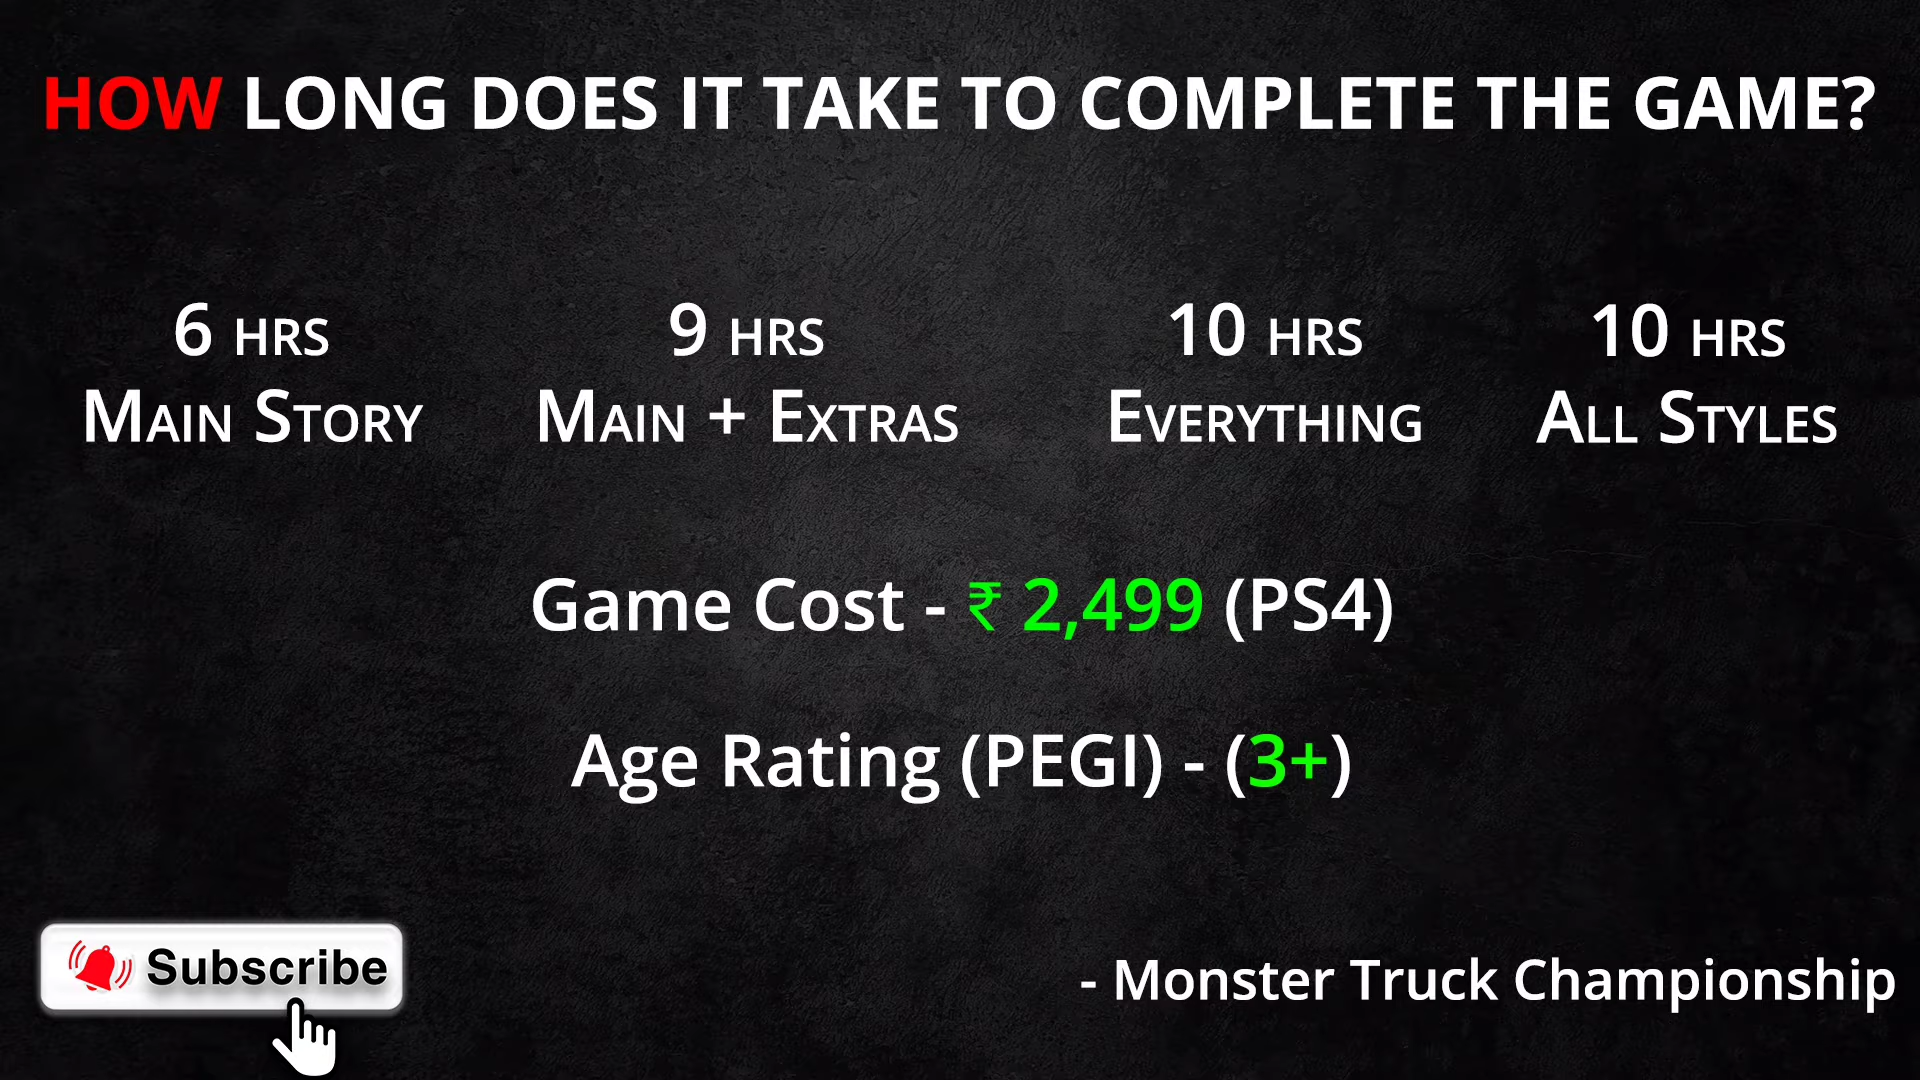 HOW LONG DOES IT TAKE TO COMPLETE THE GAME?
6 HRS
MAIN STORY
9 HRS
MAIN + EXTRAS
10 HRS
EVERYTHING
10 HRS
ALL STYLES
Game Cost - ₹ 2,499 (PS4)
Age Rating (PEGI) - (3+)
Subscribe
- Monster Truck Championship